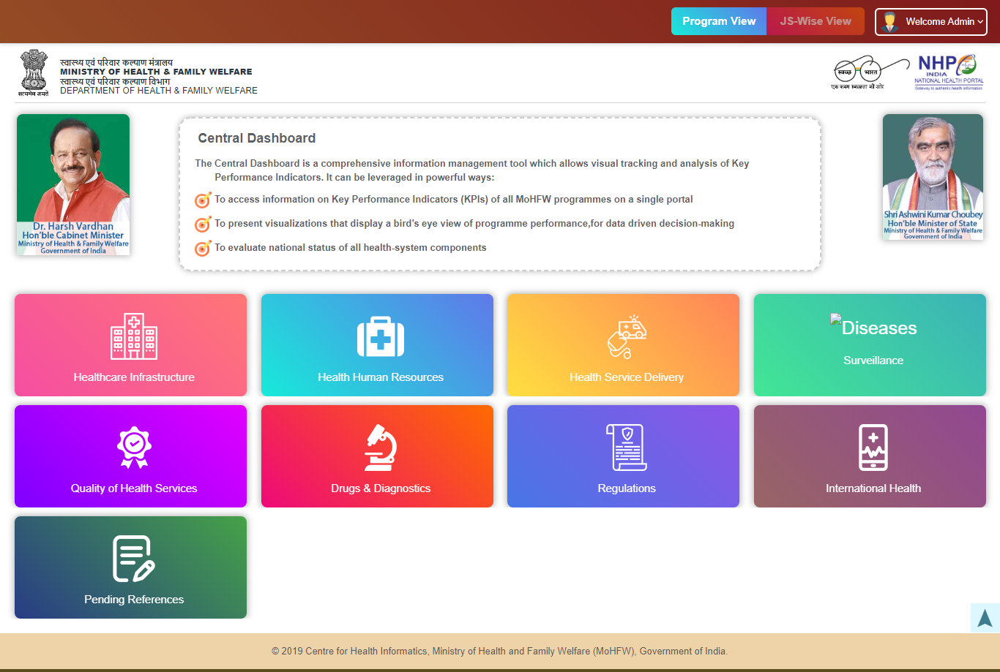 Program View
JS-Wise View
Welcome Admin
स्वास्थ्य एवं परिवार कल्याण मंत्रालय
MINISTRY OF HEALTH & FAMILY WELFARE
स्वास्थ्य एवं परिवार कल्याण विभाग
DEPARTMENT OF HEALTH & FAMILY WELFARE
सत्यमेव जयते
स्वच्छ भारत
एक कदम स्वच्छता की ओर
NHP
INDIA
NATIONAL HEALTH PORTAL
Gateway to authentic health information
Dr. Harsh Vardhan
Hon'ble Cabinet Minister
Ministry of Health & Family Welfare
Government of India
Central Dashboard
The Central Dashboard is a comprehensive information management tool which allows visual tracking and analysis of Key
Performance Indicators. It can be leveraged in powerful ways:
To access information on Key Performance Indicators (KPIs) of all MoHFW programmes on a single portal
To present visualizations that display a bird’s eye view of programme performance,for data driven decision-making
To evaluate national status of all health-system components
Shri Ashwini Kumar Choubey
Hon'ble Minister of State
Ministry of Health & Family Welfare
Government of India
Healthcare Infrastructure
Health Human Resources
Health Service Delivery
Diseases
Surveillance
Quality of Health Services
Drugs & Diagnostics
Regulations
International Health
Pending References
© 2019 Centre for Health Informatics, Ministry of Health and Family Welfare (MoHFW), Government of India.